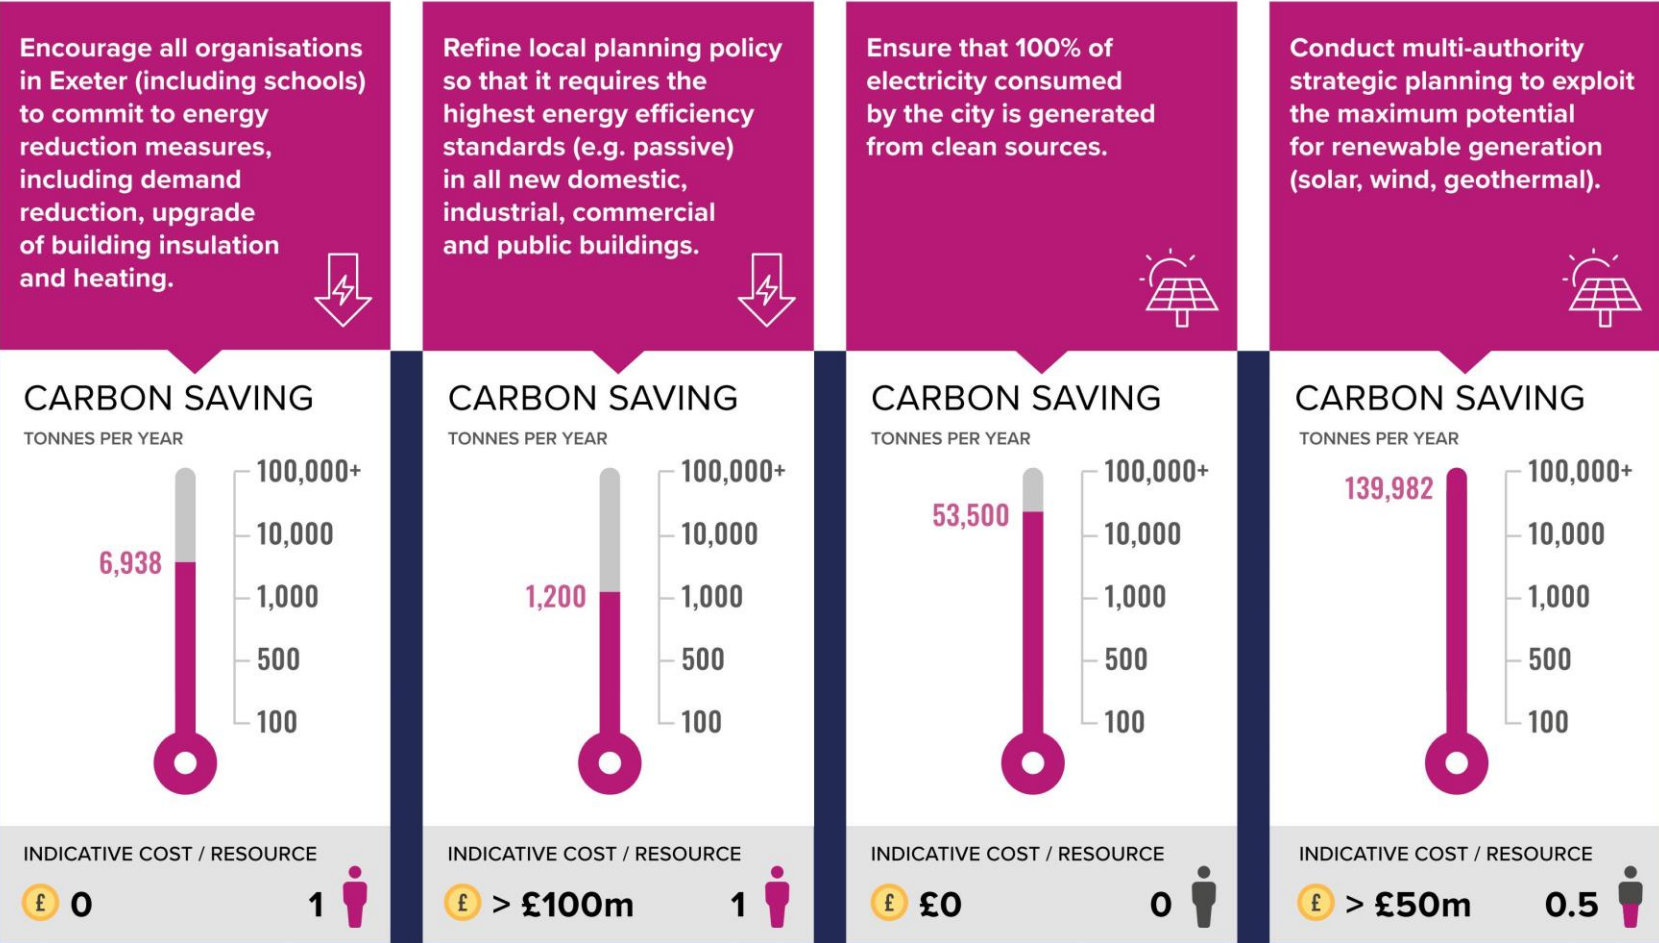 Encourage all organisations
in Exeter (including schools)
to commit to energy
reduction measures,
including demand
reduction, upgrade
of building insulation
and heating.
CARBON SAVING
TONNES PER YEAR
100,000+
10,000
6,938
1,000
500
100
INDICATIVE COST / RESOURCE
£ 0 1
Refine local planning policy
so that it requires the
highest energy efficiency
standards (e.g. passive)
in all new domestic,
industrial, commercial
and public buildings.
CARBON SAVING
TONNES PER YEAR
100,000+
10,000
1,200 1,000
500
100
INDICATIVE COST / RESOURCE
£ > £100m 1
Ensure that 100% of
electricity consumed
by the city is generated
from clean sources.
CARBON SAVING
TONNES PER YEAR
100,000+
53,500
10,000
1,000
500
100
INDICATIVE COST / RESOURCE
£ £0 0
Conduct multi-authority
strategic planning to exploit
the maximum potential
for renewable generation
(solar, wind, geothermal).
CARBON SAVING
TONNES PER YEAR
100,000+
139,982
10,000
1,000
500
100
INDICATIVE COST / RESOURCE
£ > £50m 0.5